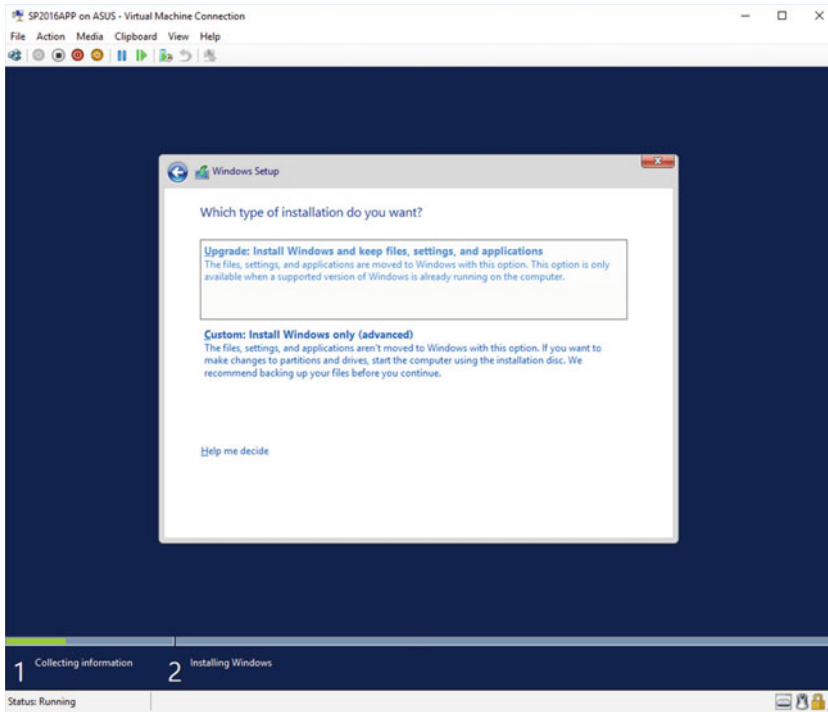 SP2016APP on ASUS - Virtual Machine Connection
File Action Media Clipboard View Help
Windows Setup
Which type of installation do you want?
Upgrade: Install Windows and keep files, settings, and applications
The files, settings, and applications are moved to Windows with this option. This option is only
available when a supported version of Windows is already running on the computer.
Custom: Install Windows only (advanced)
The files, settings, and applications aren't moved to Windows with this option. If you want to
make changes to partitions and drives, start the computer using the installation disc. We
recommend backing up your files before you continue.
Help me decide
1 Collecting information 2 Installing Windows
Status: Running